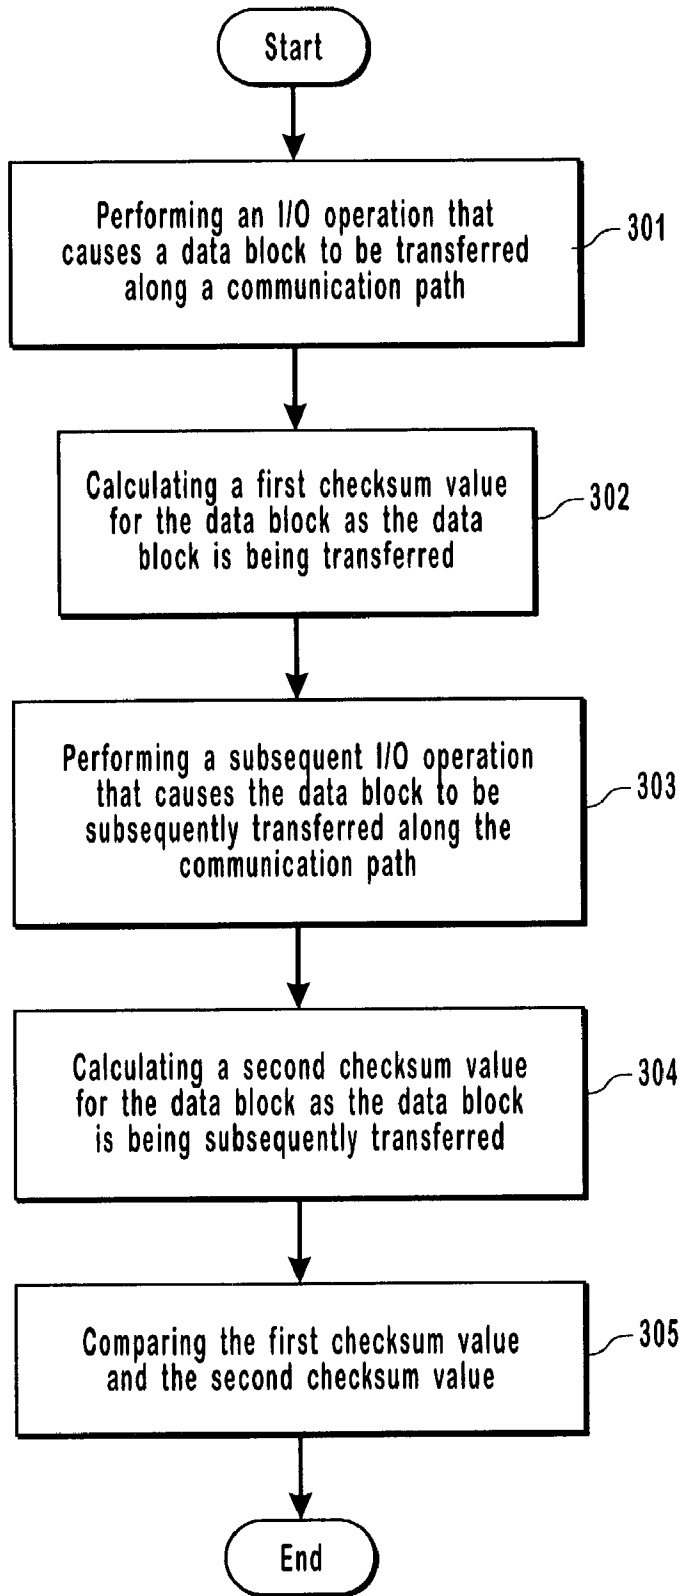 Start
Performing an I/O operation that
causes a data block to be transferred
along a communication path
301
Calculating a first checksum value
for the data block as the data
block is being transferred
302
Performing a subsequent I/O operation
that causes the data block to be
subsequently transferred along the
communication path
303
Calculating a second checksum value
for the data block as the data block
is being subsequently transferred
304
Comparing the first checksum value
and the second checksum value
305
End